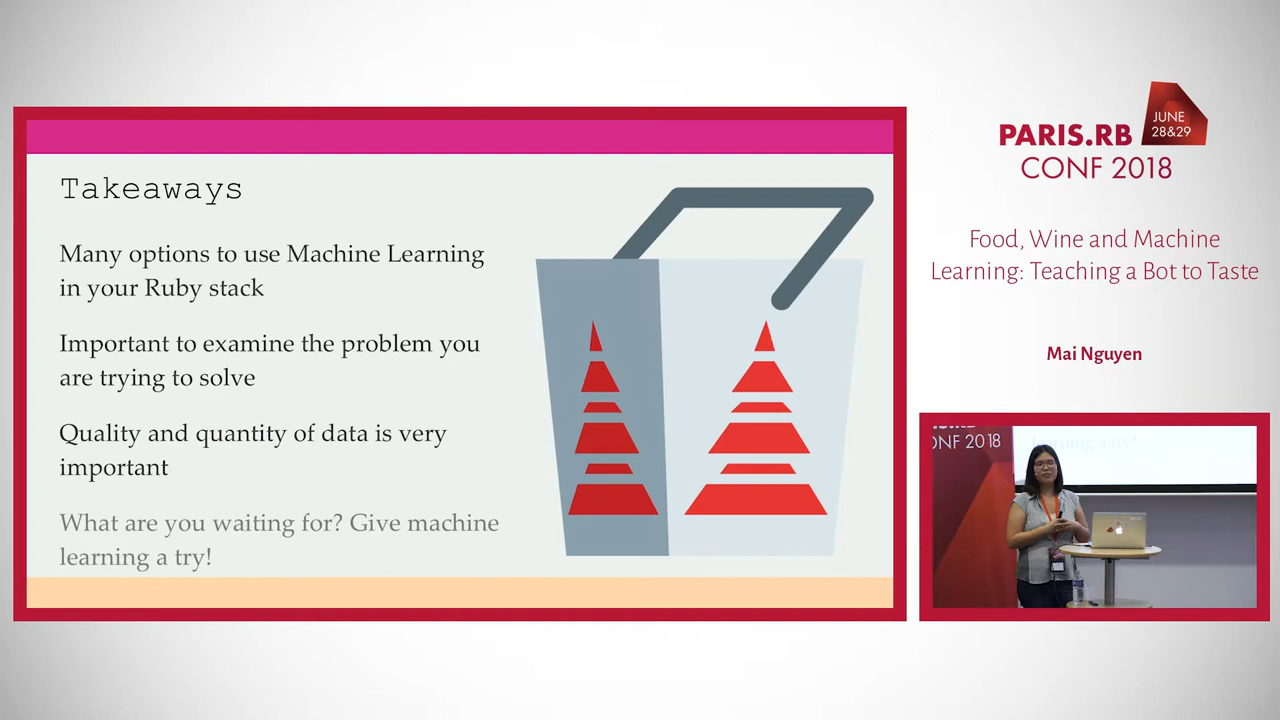 Takeaways
Many options to use Machine Learning
in your Ruby stack
Important to examine the problem you
are trying to solve
Quality and quantity of data is very
important
What are you waiting for? Give machine
learning a try!
PARIS.RB
JUNE
28&29
CONF 2018
Food, Wine and Machine
Learning: Teaching a Bot to Taste
Mai Nguyen
CONF 2018
learning a try!